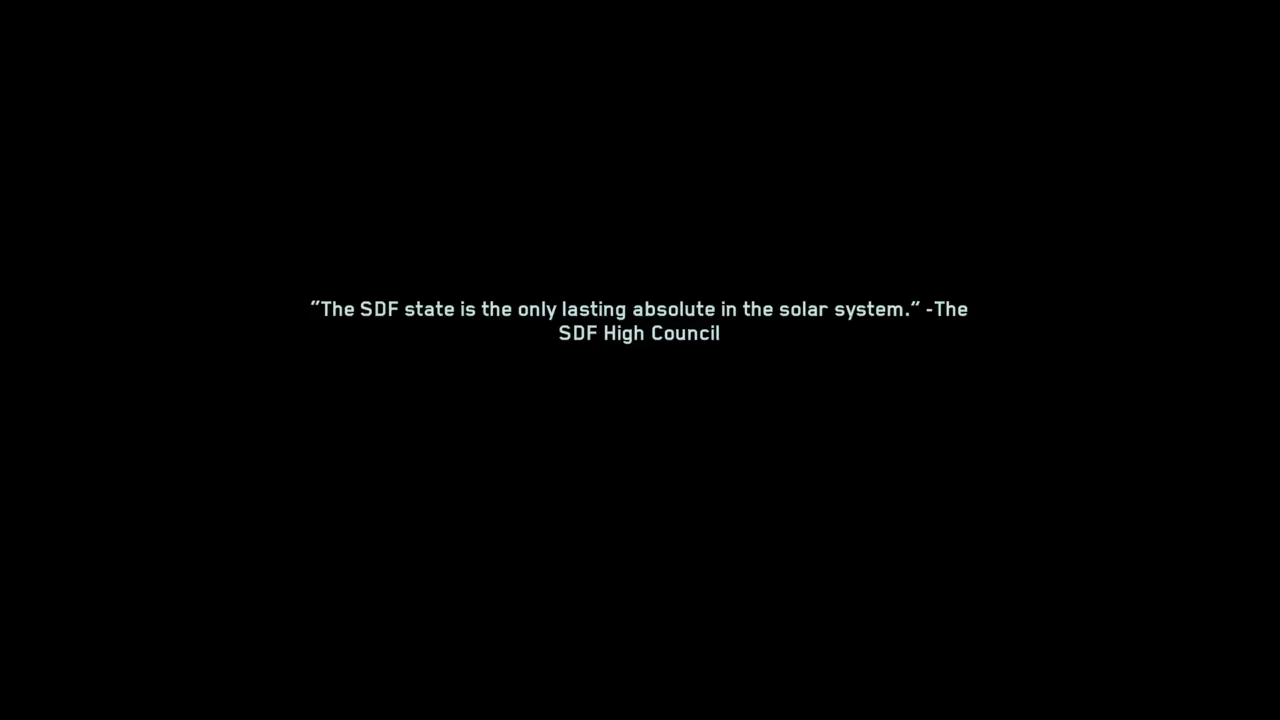 ”The SDF state is the only lasting absolute in the solar system.“ -The
SDF High Council